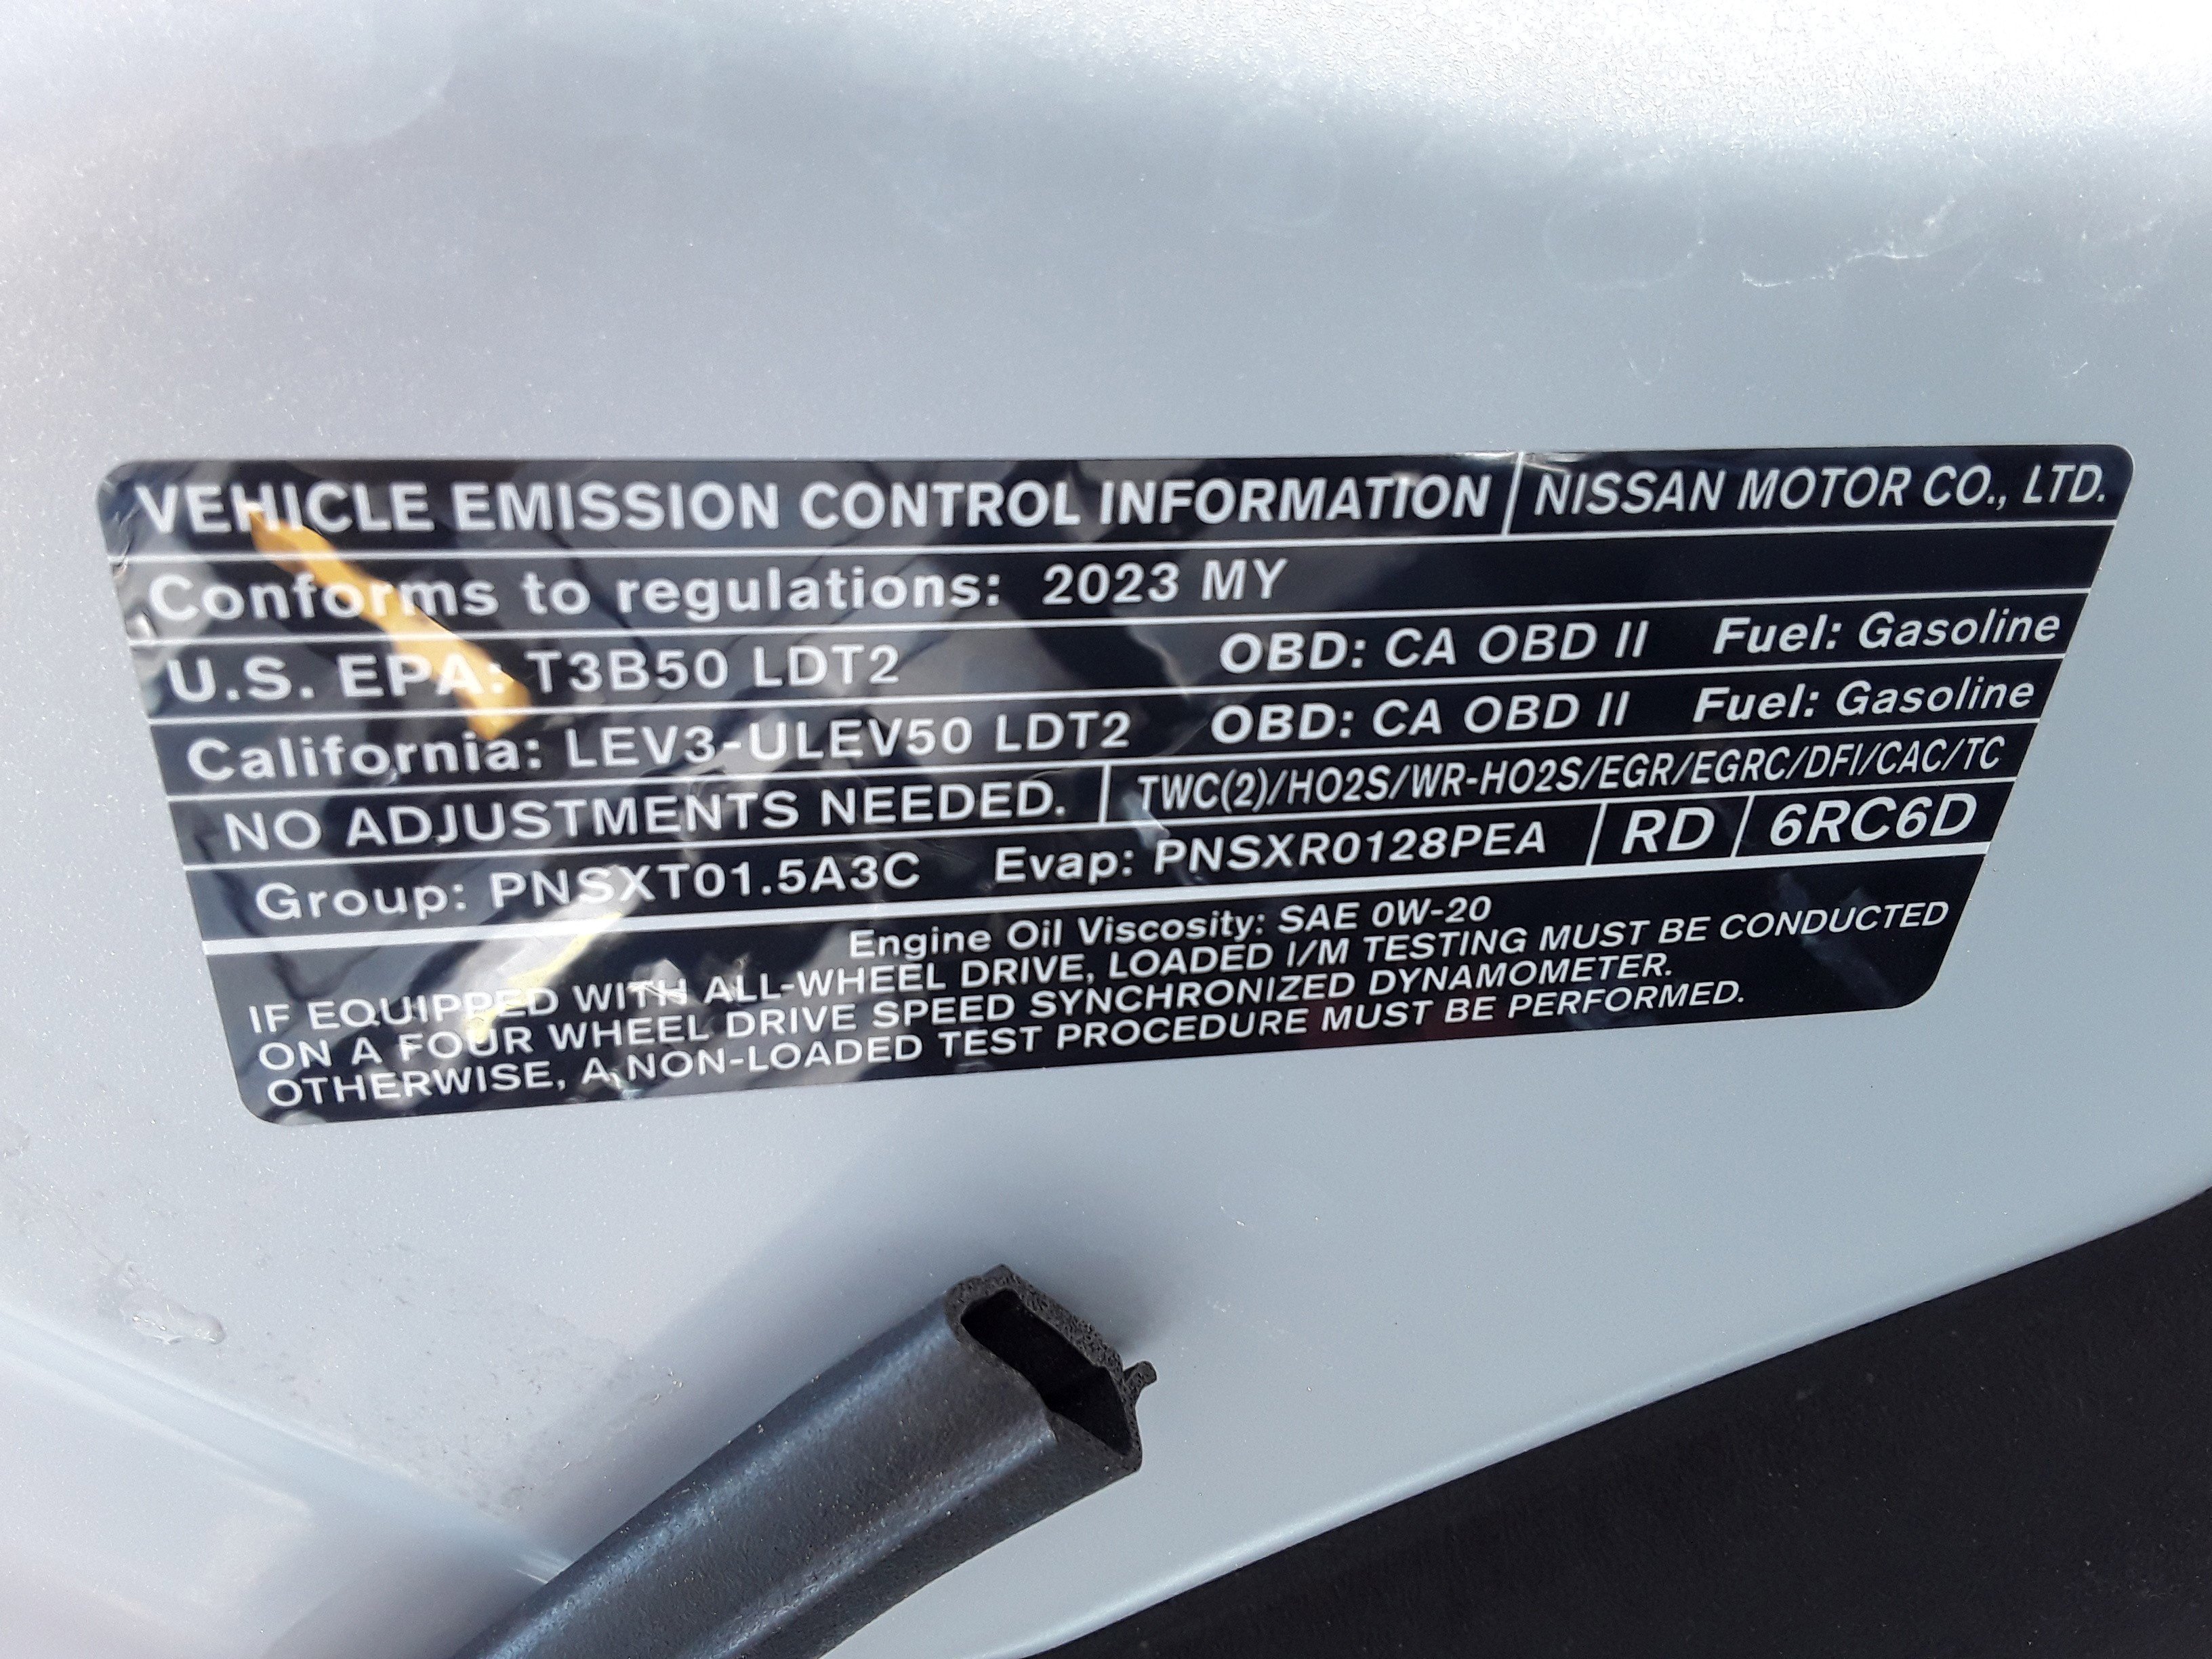 VEHICLE EMISSION CONTROL INFORMATION NISSAN MOTOR CO., LTD.
Conforms to regulations: 2023 MY
U.S. EPA: T3B50 LDT2 OBD: CA OBD II Fuel: Gasoline
California: LEV3-ULEV50 LDT2 OBD: CA OBD II Fuel: Gasoline
NO ADJUSTMENTS NEEDED. TWC(2)/HO2S/WR-HO2S/EGR/EGRC/DFI/CAC/TC
Group: PNSXT01.5A3C Evap: PNSXR0128PEA RD 6RC6D
Engine Oil Viscosity: SAE 0W-20
IF EQUIPPED WITH ALL-WHEEL DRIVE, LOADED I/M TESTING MUST BE CONDUCTED
ON A FOUR WHEEL DRIVE SPEED SYNCHRONIZED DYNAMOMETER.
OTHERWISE, A NON-LOADED TEST PROCEDURE MUST BE PERFORMED.